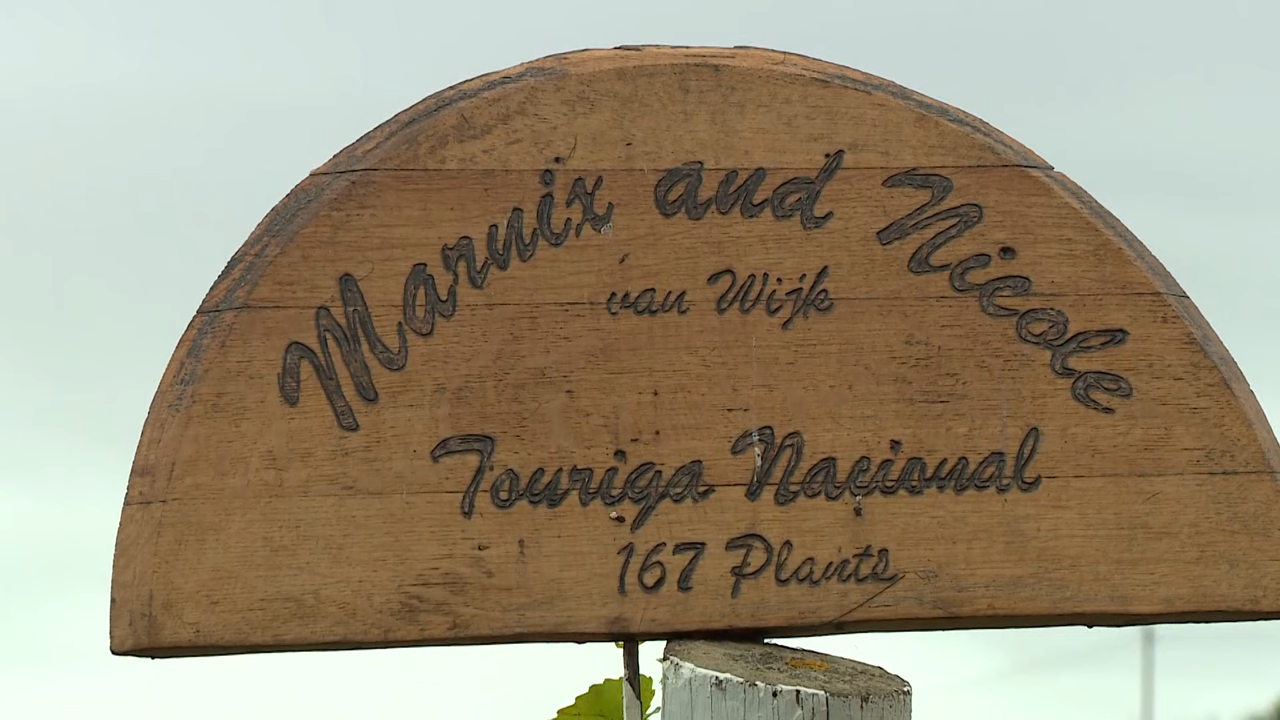 Marnix and Nicole
van Wijk
Touriga Nacional
167 Plants